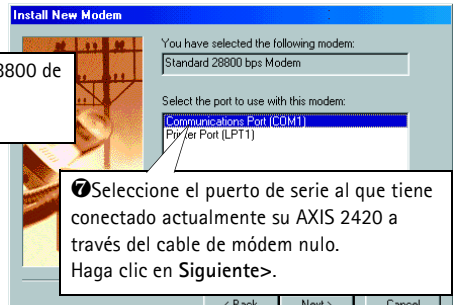 Install New Modem
You have selected the following modem:
3800 de
Standard 28800 bps Modem
Select the port to use with this modem:
Communications Port (COM1)
Printer Port (LPT1)
❼Seleccione el puerto de serie al que tiene
conectado actualmente su AXIS 2420 a
través del cable de módem nulo.
Haga clic en Siguiente>.
< Back Next > Cancel